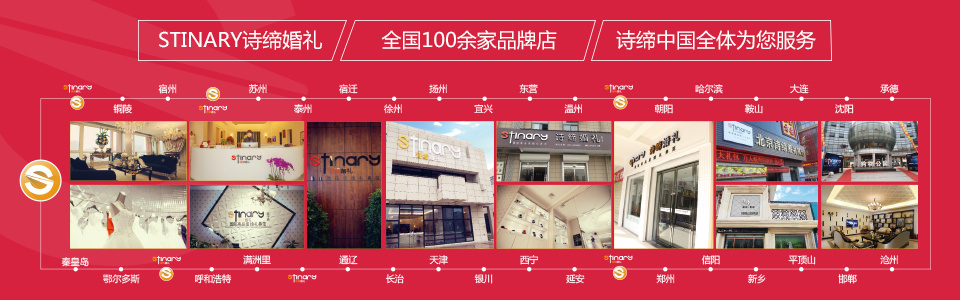 STINARY诗缔婚礼
全国100余家品牌店
诗缔中国全体为您服务
Stinary
宿州
苏州
宿迁
扬州
东营
Stinary
哈尔滨
大连
承德
铜陵
Stinary
泰州
徐州
宜兴
温州
朝阳
鞍山
沈阳
Stinary
Stinary
Stinary
Stinary 诗缔婚礼
Stinary 诗缔婚礼
Stinary
秦皇岛
Stinary
满洲里
通辽
天津
西宁
Stinary
信阳
平顶山
沧州
鄂尔多斯
呼和浩特
Stinary
长治
银川
延安
郑州
新乡
邯郸